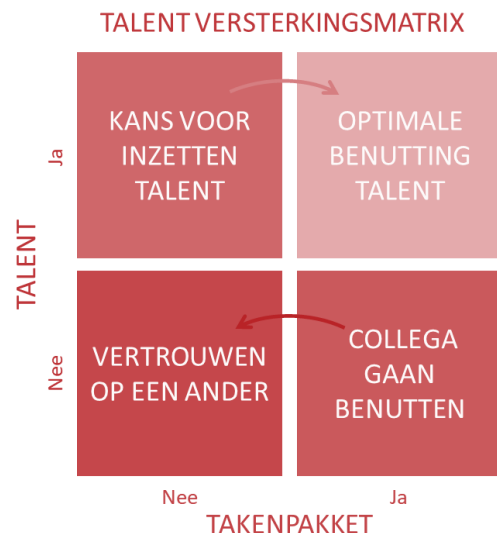 TALENT VERSTERKINGSMATRIX
Ja
KANS VOOR
INZETTEN
TALENT
OPTIMALE
BENUTTING
TALENT
TALENT
Nee
VERTROUWEN
OP EEN ANDER
COLLEGA
GAAN
BENUTTEN
Nee
Ja
TAKENPAKKET